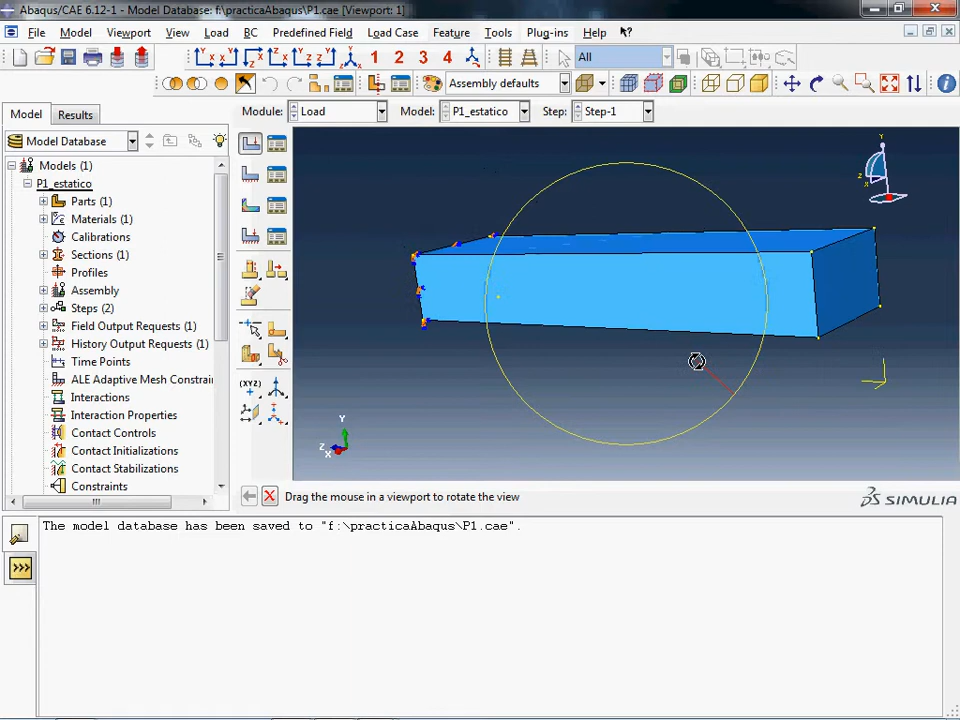 Abaqus/CAE 6.12-1 - Model Database: f:\practicaAbaqus\P1.cae [Viewport: 1]
File Model Viewport View Load BC Predefined Field Load Case Feature Tools Plug-ins Help
1 2 3 4 All
Assembly defaults
Model Results Module: Load Model: P1_estatico Step: Step-1
Model Database
Models (1)
P1_estatico
Parts (1)
Materials (1)
Calibrations
Sections (1)
Profiles
Assembly
Steps (2)
Field Output Requests (1)
History Output Requests (1)
Time Points
ALE Adaptive Mesh Constrai
Interactions
Interaction Properties
Contact Controls
Contact Initializations
Contact Stabilizations
Constraints
(XYZ)
Y
Z
X
Y
Z
X
Drag the mouse in a viewport to rotate the view
SIMULIA
The model database has been saved to "f:\practicaAbaqus\P1.cae".
>>>